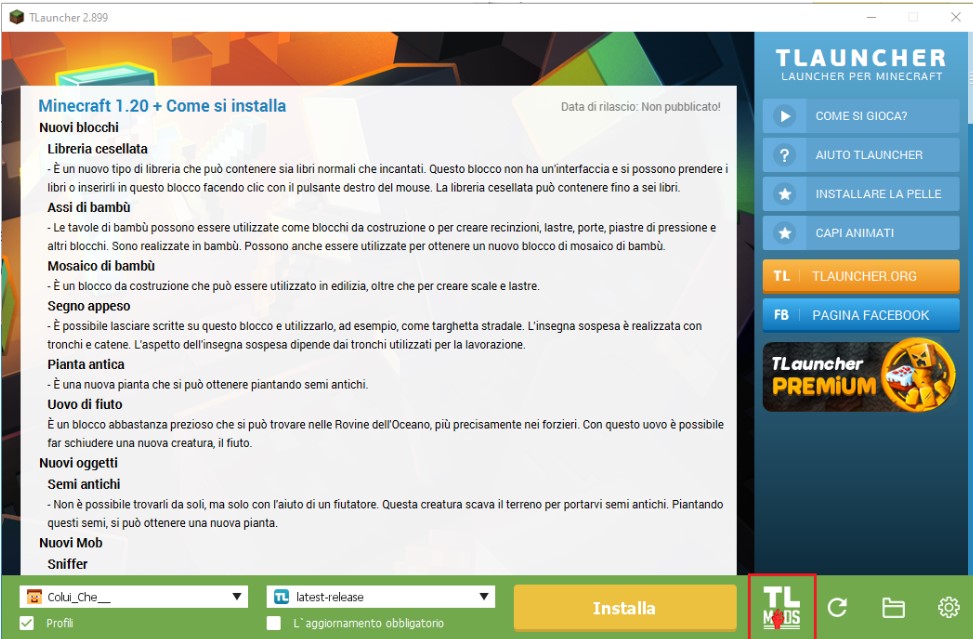 TLauncher 2.899
Minecraft 1.20 + Come si installa
Data di rilascio: Non pubblicato!
Nuovi blocchi
Libreria cesellata
- È un nuovo tipo di libreria che può contenere sia libri normali che incantati. Questo blocco non ha un'interfaccia e si possono prendere i
libri o inserirli in questo blocco facendo clic con il pulsante destro del mouse. La libreria cesellata può contenere fino a sei libri.
Assi di bambù
- Le tavole di bambù possono essere utilizzate come blocchi da costruzione o per creare recinzioni, lastre, porte, piastre di pressione e
altri blocchi. Sono realizzate in bambù. Possono anche essere utilizzate per ottenere un nuovo blocco di mosaico di bambù.
Mosaico di bambù
- È un blocco da costruzione che può essere utilizzato in edilizia, oltre che per creare scale e lastre.
Segno appeso
- È possibile lasciare scritte su questo blocco e utilizzarlo, ad esempio, come targhetta stradale. L'insegna sospesa è realizzata con
tronchi e catene. L'aspetto dell'insegna sospesa dipende dai tronchi utilizzati per la lavorazione.
Pianta antica
- È una nuova pianta che si può ottenere piantando semi antichi.
Uovo di fiuto
È un blocco abbastanza prezioso che si può trovare nelle Rovine dell'Oceano, più precisamente nei forzieri. Con questo uovo è possibile
far schiudere una nuova creatura, il fiuto.
Nuovi oggetti
Semi antichi
- Non è possibile trovarli da soli, ma solo con l'aiuto di un fiutatore. Questa creatura scava il terreno per portarvi semi antichi. Piantando
questi semi, si può ottenere una nuova pianta.
Nuovi Mob
Sniffer
TLAUNCHER
LAUNCHER PER MINECRAFT
COME SI GIOCA?
AIUTO TLAUNCHER
INSTALLARE LA PELLE
CAPI ANIMATI
TL TLAUNCHER.ORG
FB PAGINA FACEBOOK
TLauncher
PREMIUM
Colui_Che__
TL latest-release
Profili
L`aggiornamento obbligatorio
Installa
TL
MODS